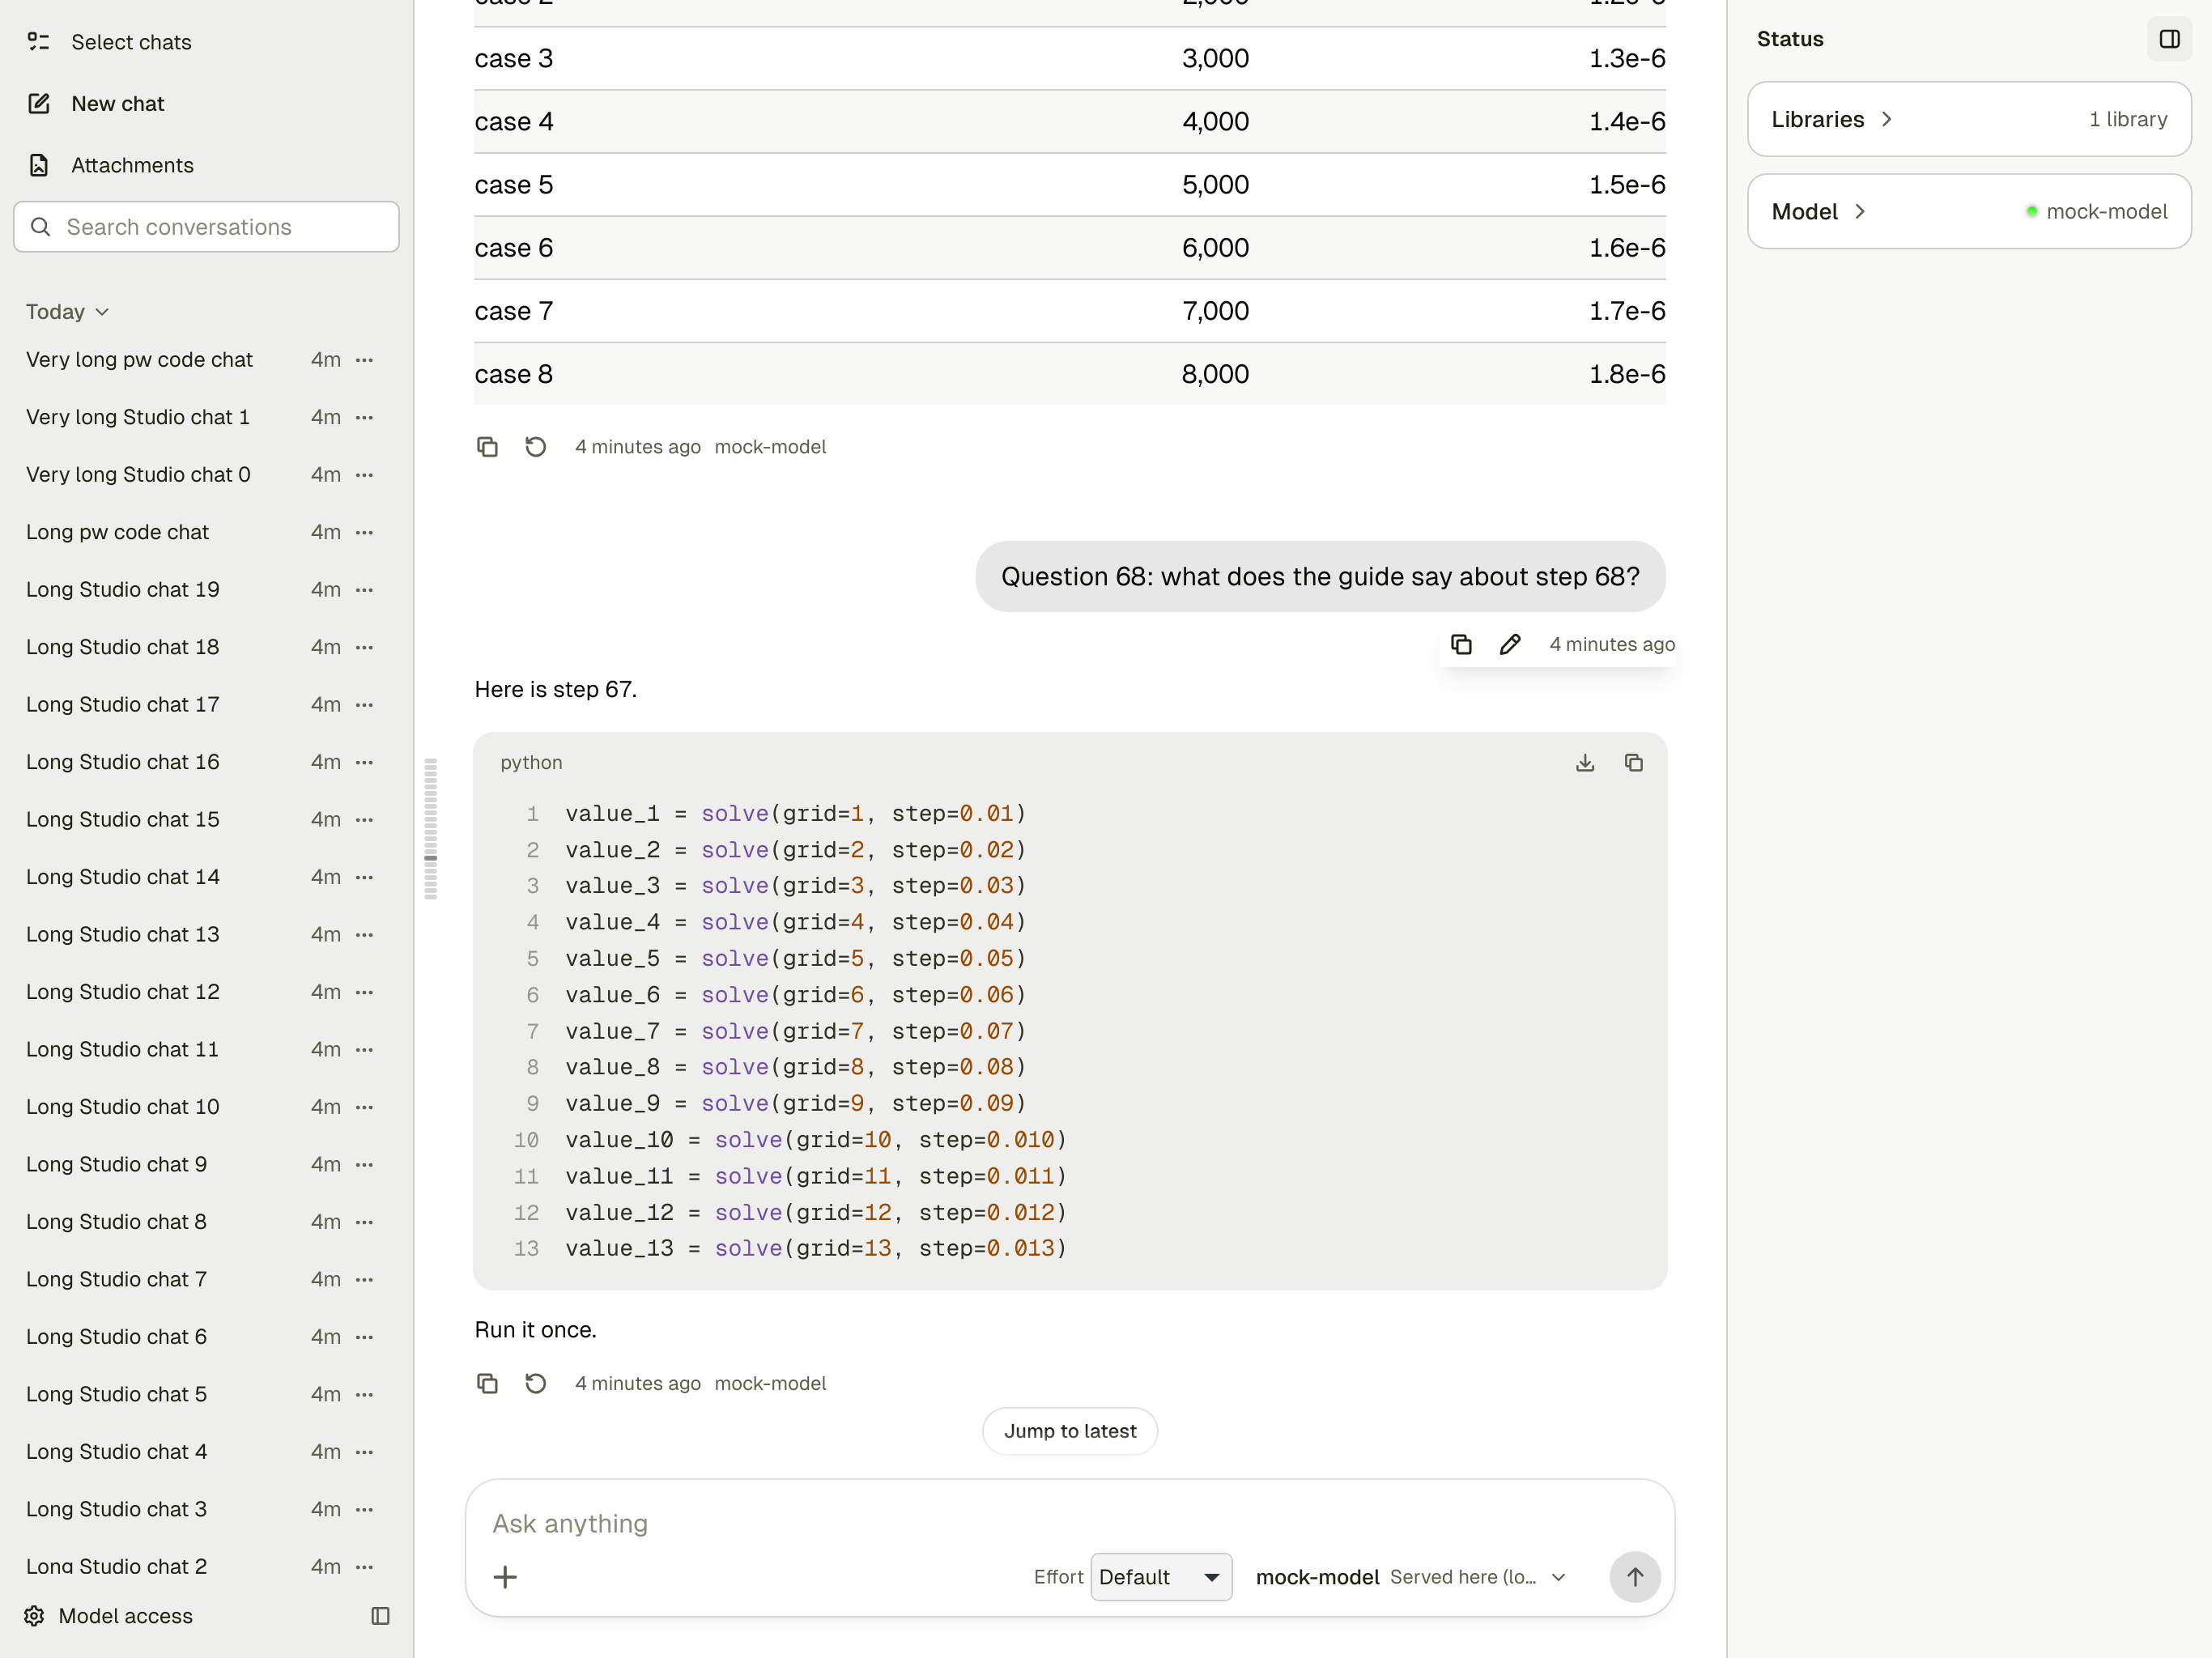 Select chats
New chat
Attachments
Search conversations
Today
Very long pw code chat 4m
Very long Studio chat 1 4m
Very long Studio chat 0 4m
Long pw code chat 4m
Long Studio chat 19 4m
Long Studio chat 18 4m
Long Studio chat 17 4m
Long Studio chat 16 4m
Long Studio chat 15 4m
Long Studio chat 14 4m
Long Studio chat 13 4m
Long Studio chat 12 4m
Long Studio chat 11 4m
Long Studio chat 10 4m
Long Studio chat 9 4m
Long Studio chat 8 4m
Long Studio chat 7 4m
Long Studio chat 6 4m
Long Studio chat 5 4m
Long Studio chat 4 4m
Long Studio chat 3 4m
Long Studio chat 2 4m
Model access
case 3 3,000 1.3e-6
case 4 4,000 1.4e-6
case 5 5,000 1.5e-6
case 6 6,000 1.6e-6
case 7 7,000 1.7e-6
case 8 8,000 1.8e-6
4 minutes ago mock-model
Question 68: what does the guide say about step 68?
4 minutes ago
Here is step 67.
python
1 value_1 = solve(grid=1, step=0.01)
2 value_2 = solve(grid=2, step=0.02)
3 value_3 = solve(grid=3, step=0.03)
4 value_4 = solve(grid=4, step=0.04)
5 value_5 = solve(grid=5, step=0.05)
6 value_6 = solve(grid=6, step=0.06)
7 value_7 = solve(grid=7, step=0.07)
8 value_8 = solve(grid=8, step=0.08)
9 value_9 = solve(grid=9, step=0.09)
10 value_10 = solve(grid=10, step=0.010)
11 value_11 = solve(grid=11, step=0.011)
12 value_12 = solve(grid=12, step=0.012)
13 value_13 = solve(grid=13, step=0.013)
Run it once.
4 minutes ago mock-model
Jump to latest
Ask anything
Effort Default mock-model Served here (lo...
Status
Libraries 1 library
Model mock-model